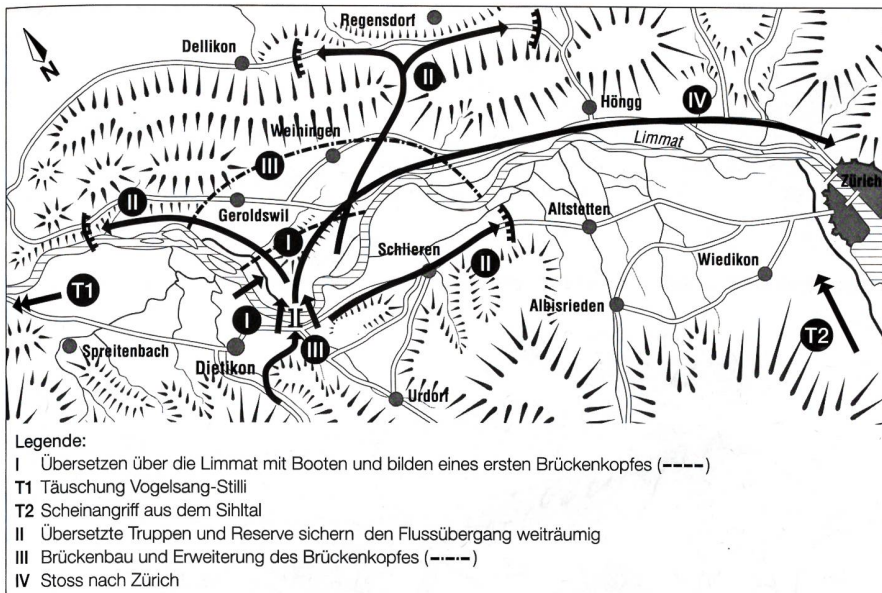 Regensdorf
Dellikon
N
II
IV
Höngg
Weiningen
III
Limmat
II
Zürich
Geroldswil
I
Altstetten
Schlieren
II
Wiedikon
T1
I
III
Albisrieden
T2
Spreitenbach
Dietikon
Urdorf
Legende:
I Übersetzen über die Limmat mit Booten und bilden eines ersten Brückenkopfes (----)
T1 Täuschung Vogelsang-Stilli
T2 Scheinangriff aus dem Sihltal
II Übersetzte Truppen und Reserve sichern den Flussübergang weiträumig
III Brückenbau und Erweiterung des Brückenkopfes (-·-·-)
IV Stoss nach Zürich